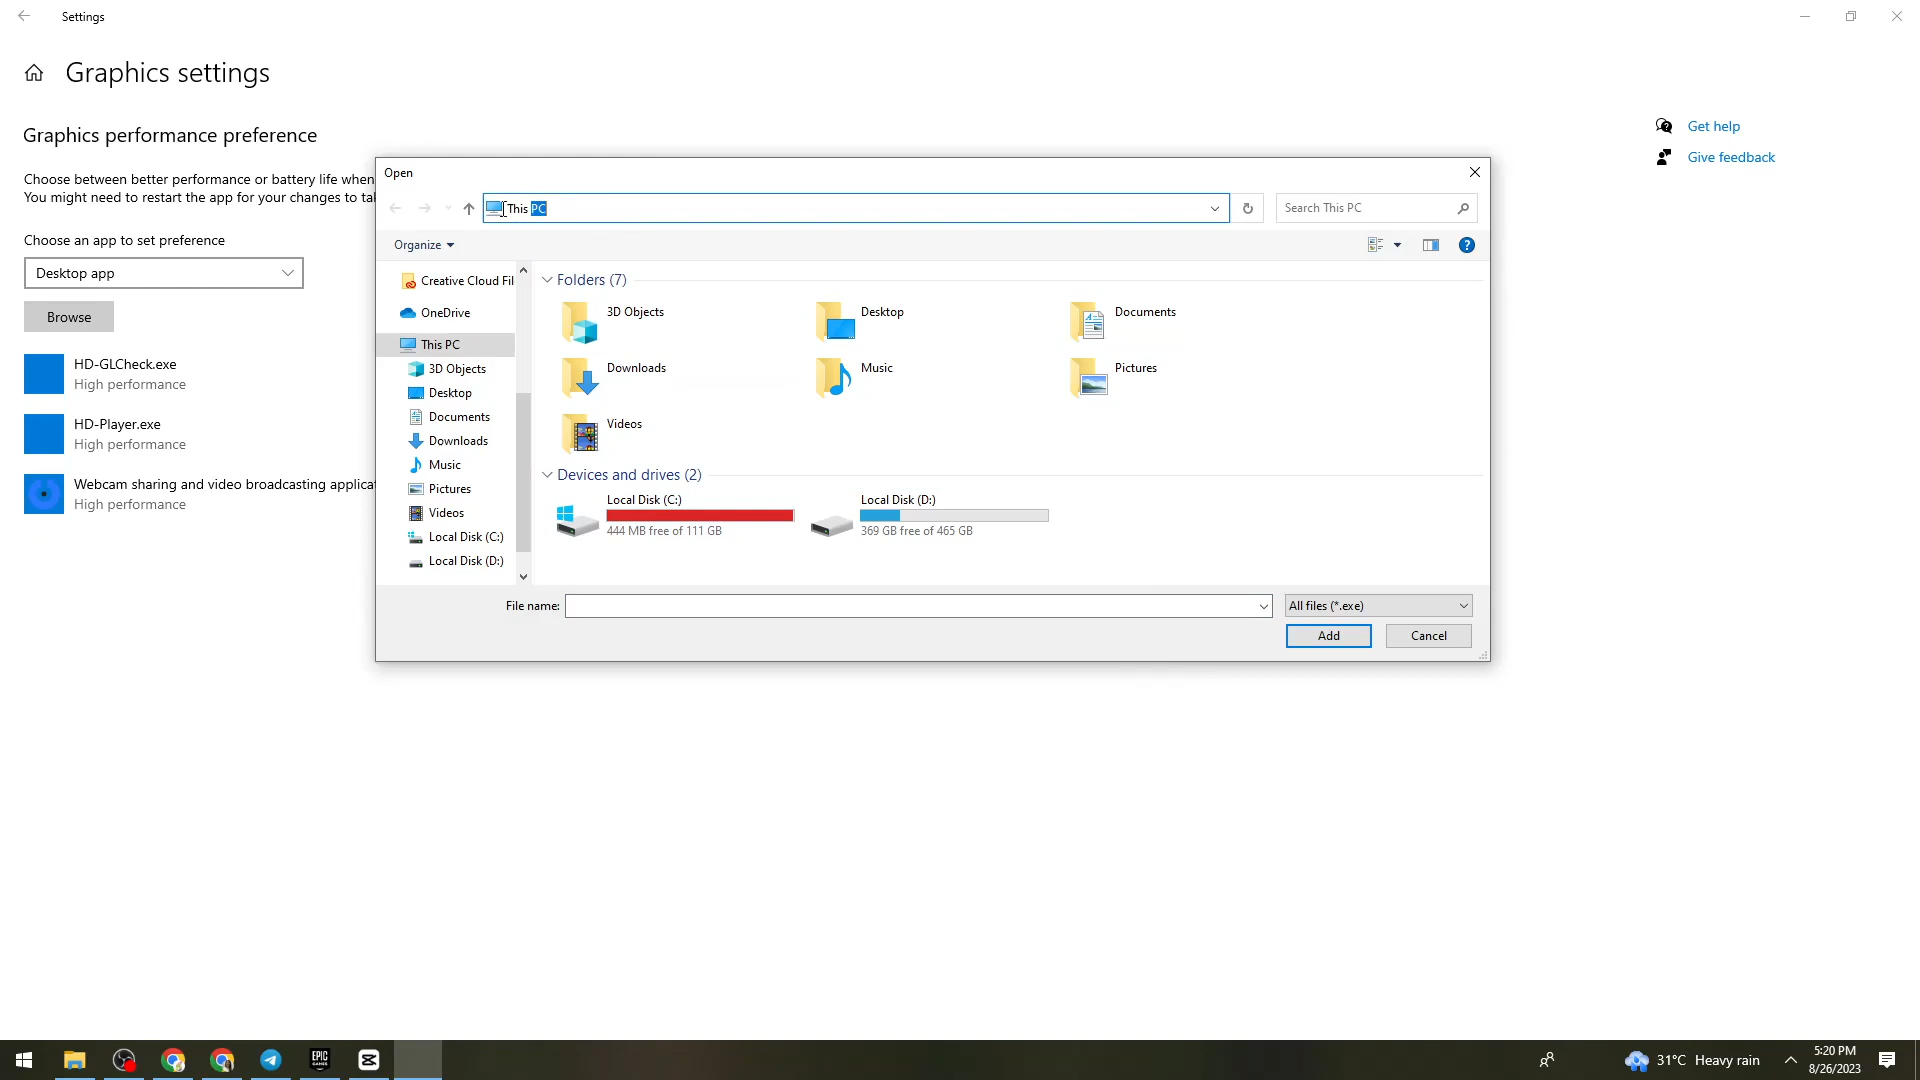 Settings
Graphics settings
Graphics performance preference
Choose between better performance or battery life when
You might need to restart the app for your changes to ta
Choose an app to set preference
Desktop app
Browse
HD-GLCheck.exe
High performance
HD-Player.exe
High performance
Webcam sharing and video broadcasting applicat
High performance
Get help
Give feedback
Open
This PC
Search This PC
Organize
Creative Cloud Fil
OneDrive
This PC
3D Objects
Desktop
Documents
Downloads
Music
Pictures
Videos
Local Disk (C:)
Local Disk (D:)
Folders (7)
3D Objects
Desktop
Documents
Downloads
Music
Pictures
Videos
Devices and drives (2)
Local Disk (C:)
444 MB free of 111 GB
Local Disk (D:)
369 GB free of 465 GB
File name:
All files (*.exe)
Add
Cancel
EPIC
GAMES
31°C Heavy rain
5:20 PM
8/26/2023